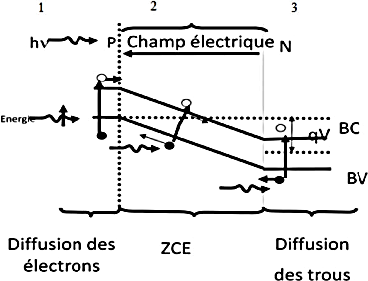 1 2 3
hν P Champ électrique N
Energie qV BC
BV
Diffusion des électrons
ZCE
Diffusion des trous